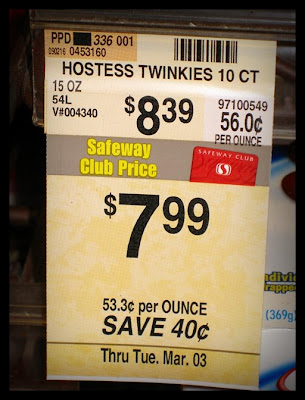 PPD 336 001
090216 0453160
HOSTESS TWINKIES 10 CT
15 OZ
54L
V#004340
$8.39
97100549
56.0¢
PER OUNCE
Safeway
Club Price
SAFEWAY CLUB
$7.99
53.3¢ per OUNCE
SAVE 40¢
Thru Tue. Mar. 03
(369g)